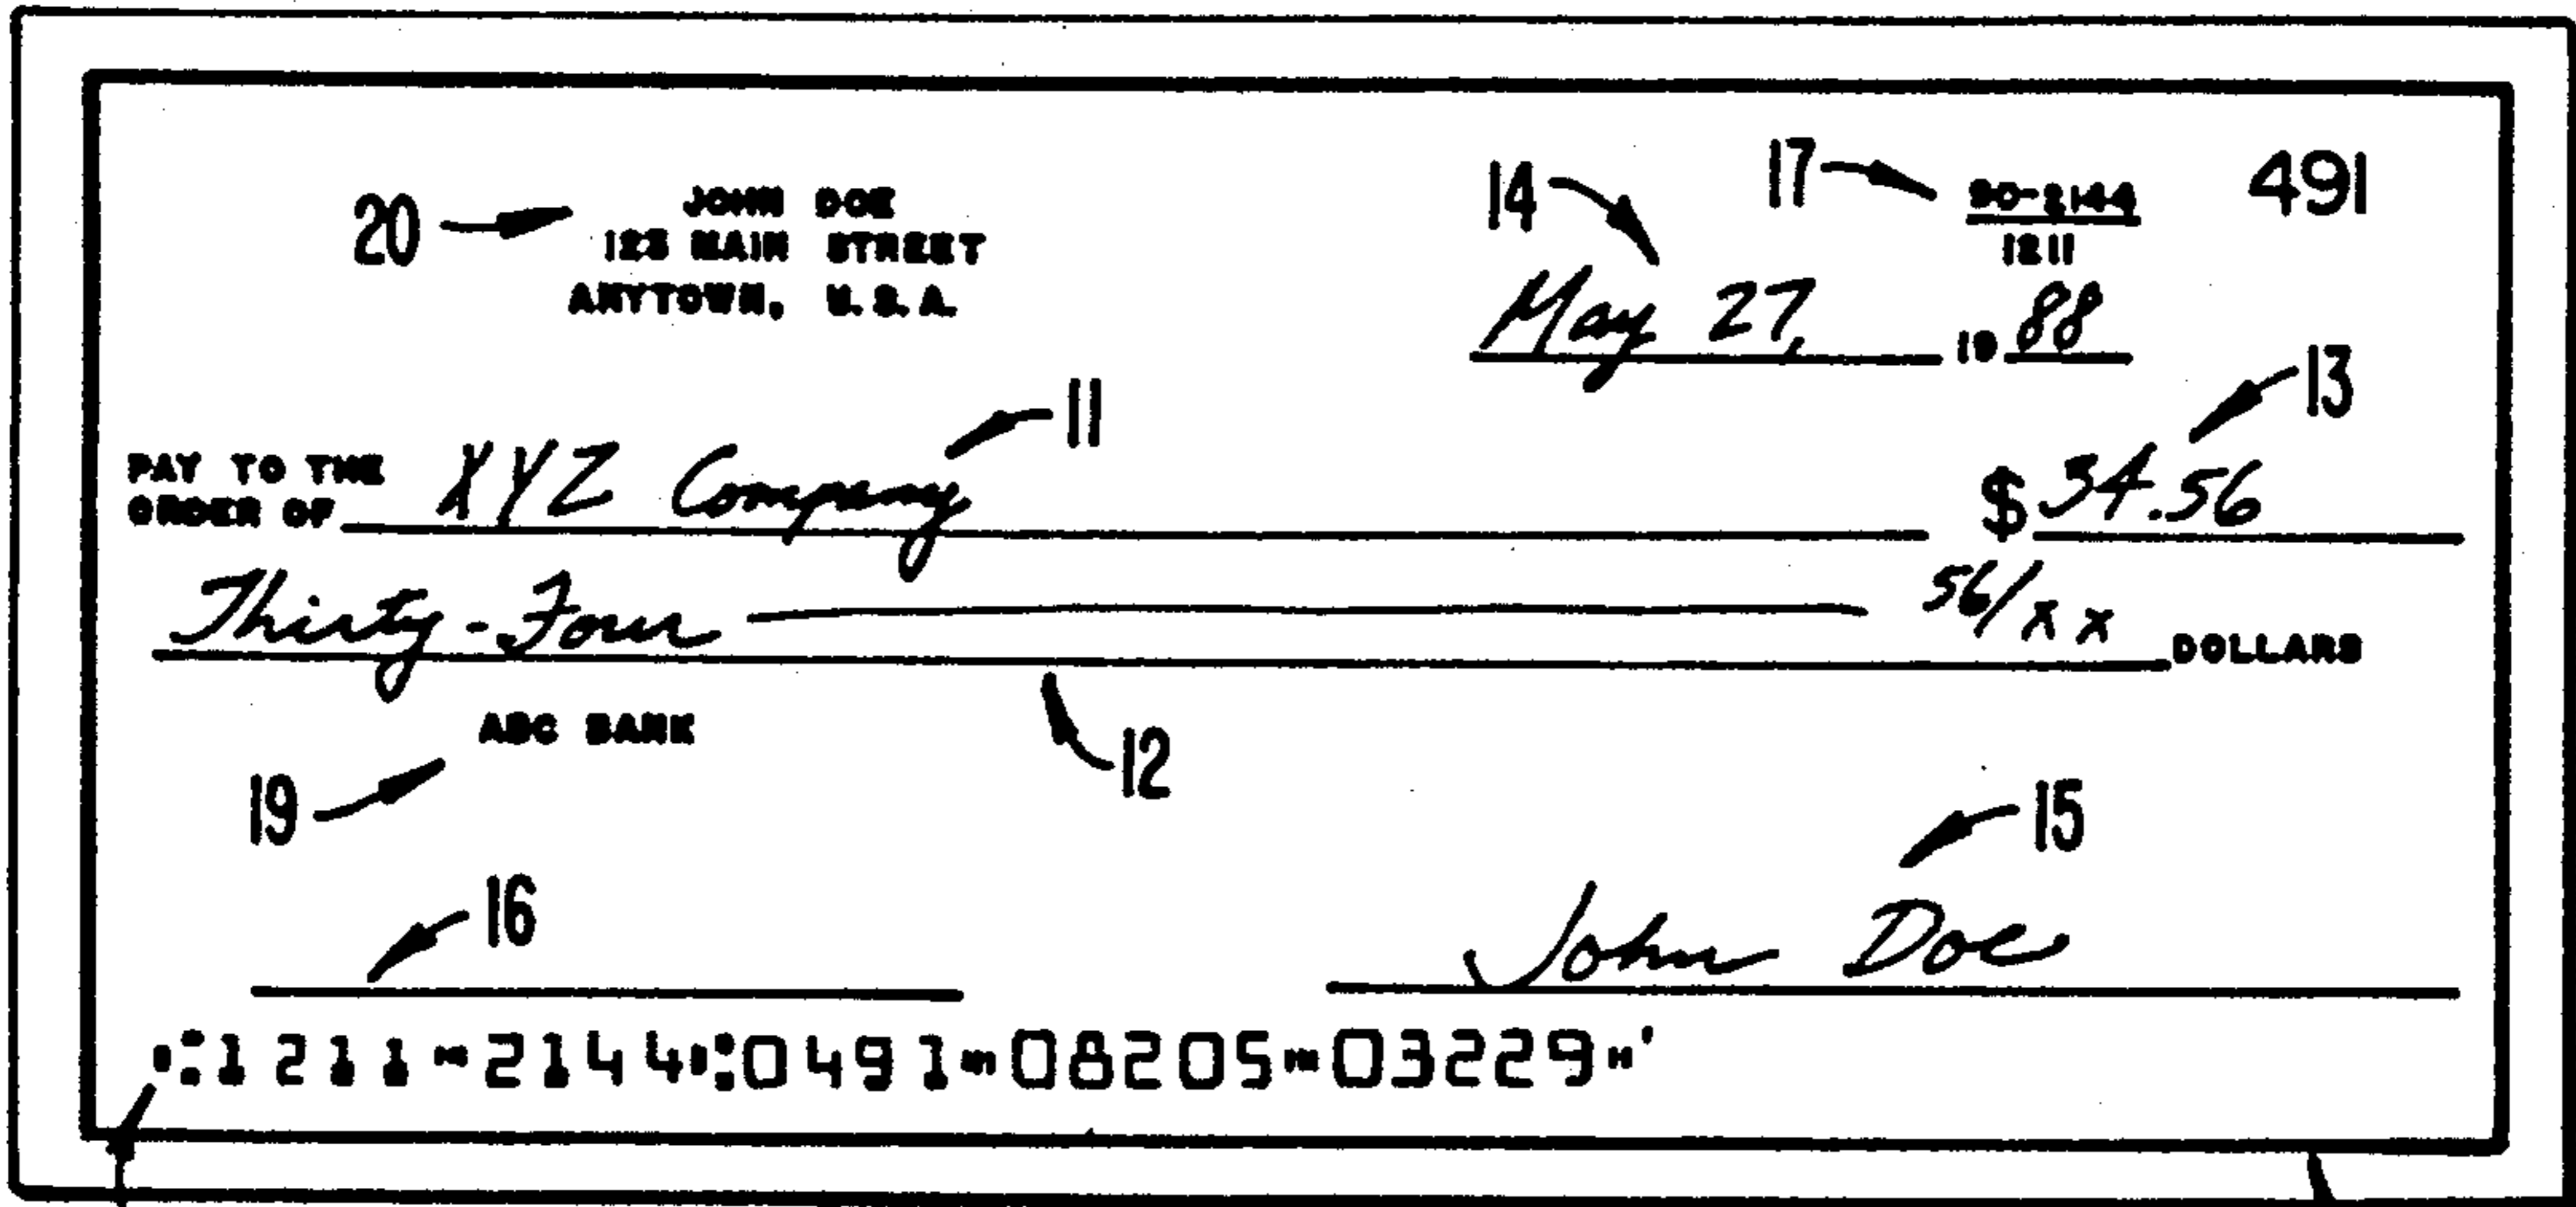 20 JOHN DOE 14 17 90-2144 491
123 MAIN STREET 1211
ANYTOWN, U.S.A. May 27, 19 88
11 13
PAY TO THE
ORDER OF XYZ Company $ 34.56
Thirty-Four 56/xx DOLLARS
ABC BANK 12
19 15
16 John Doe
⑆1211⑉2144⑆0491⑈08205⑉03229⑈